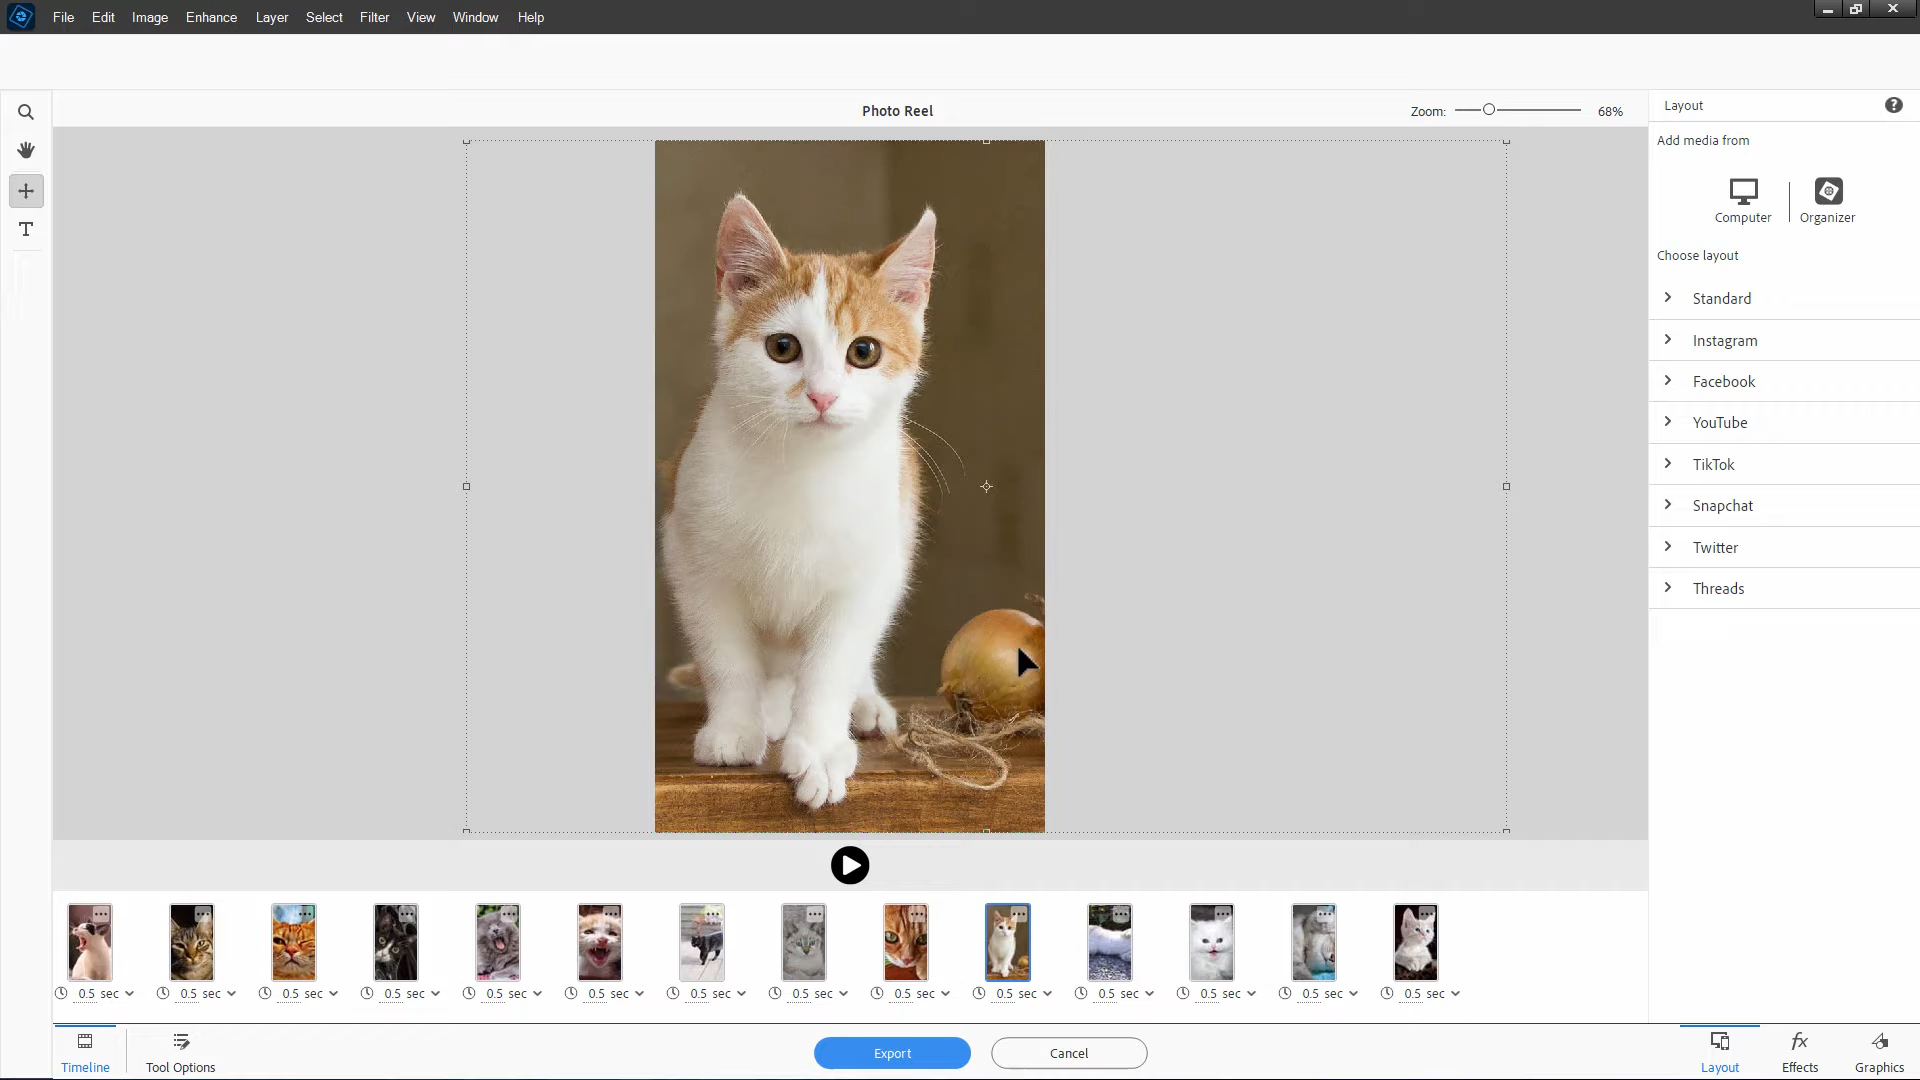 File Edit Image Enhance Layer Select Filter View Window Help
Photo Reel
Zoom: 68%
Layout
Add media from
Computer Organizer
Choose layout
Standard
Instagram
Facebook
YouTube
TikTok
Snapchat
Twitter
Threads
0.5 sec 0.5 sec 0.5 sec 0.5 sec 0.5 sec 0.5 sec 0.5 sec 0.5 sec 0.5 sec 0.5 sec 0.5 sec 0.5 sec 0.5 sec 0.5 sec
Timeline Tool Options Export Cancel Layout Effects Graphics